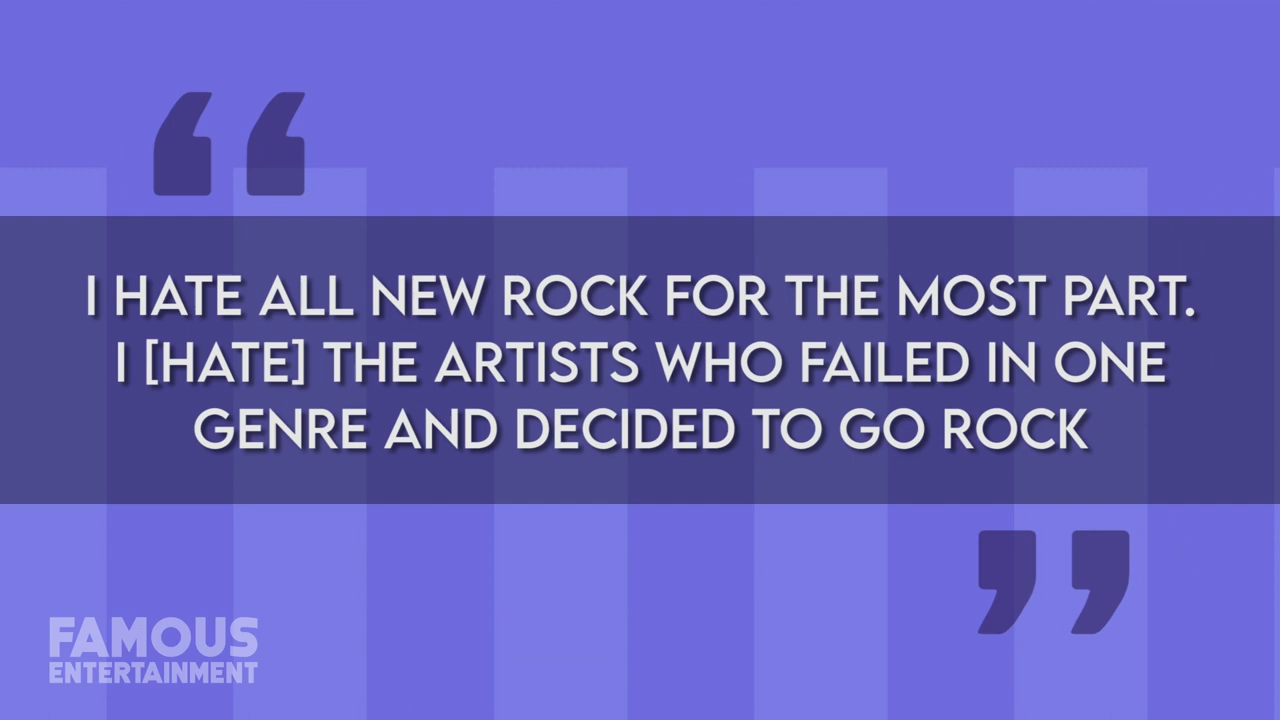 “
I HATE ALL NEW ROCK FOR THE MOST PART.
I [HATE] THE ARTISTS WHO FAILED IN ONE
GENRE AND DECIDED TO GO ROCK
”
FAMOUS
ENTERTAINMENT